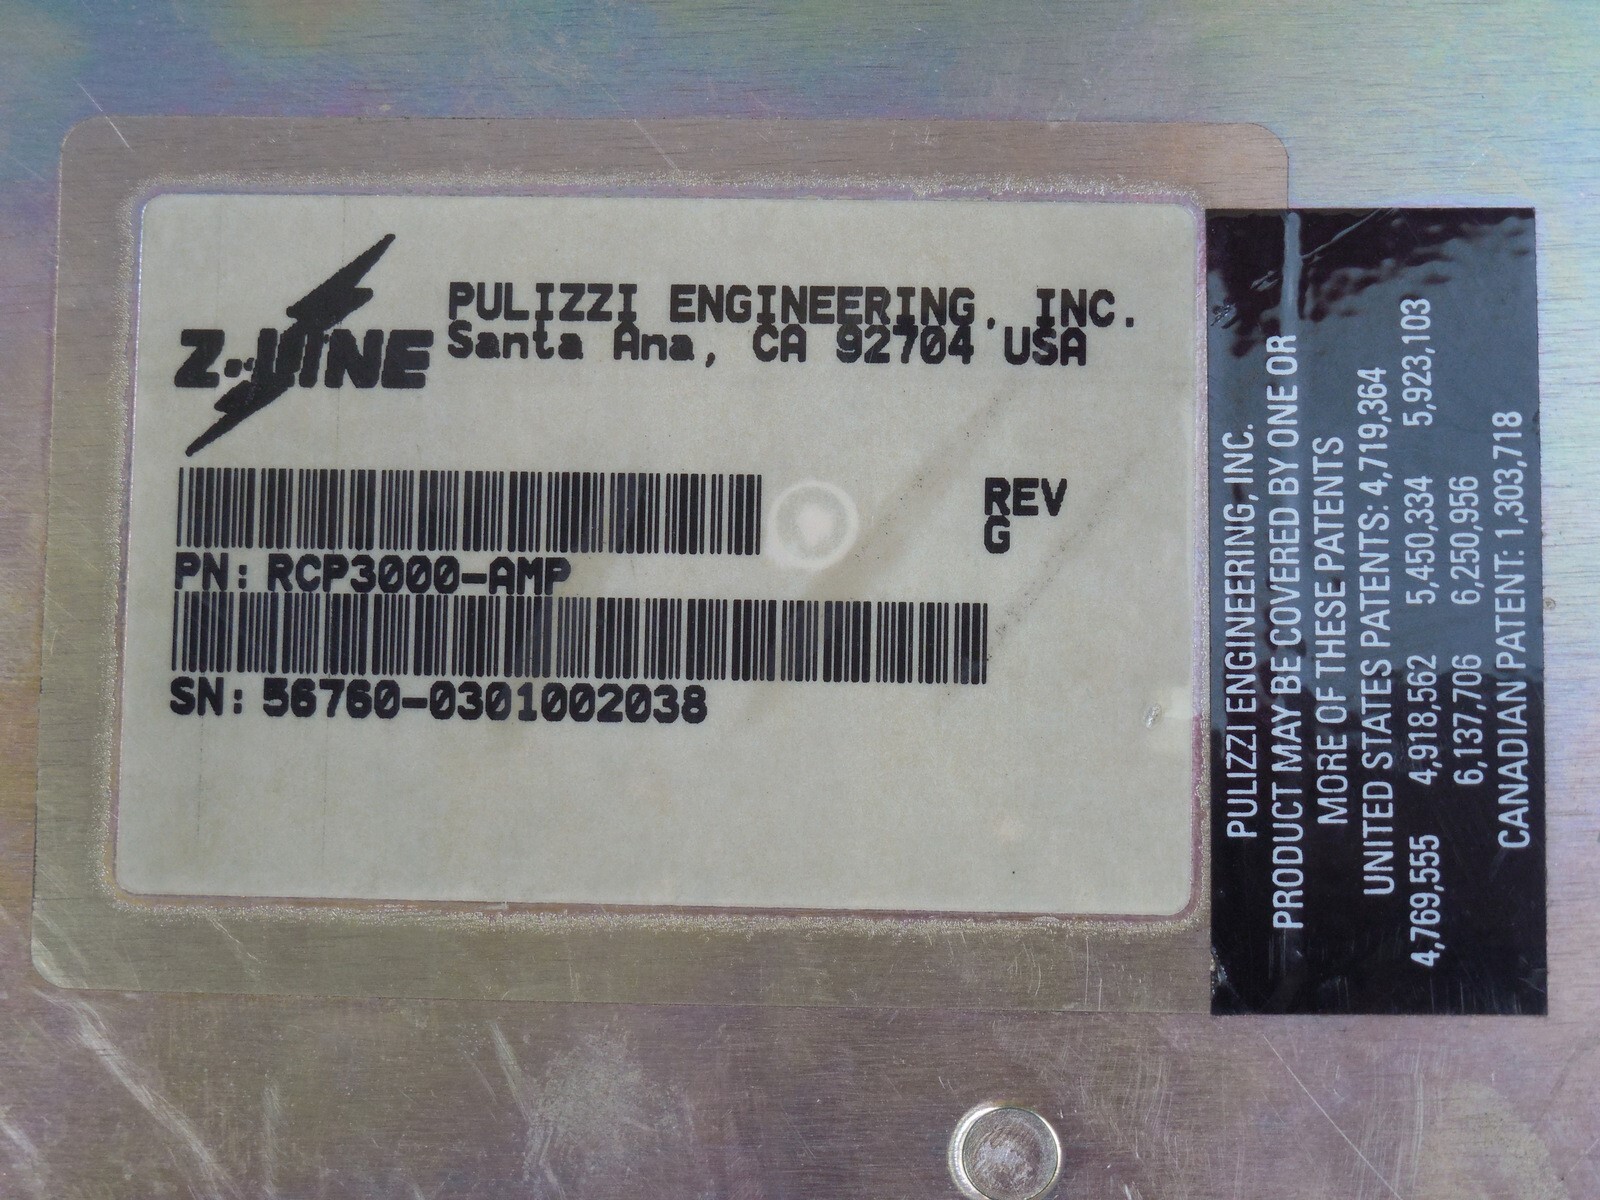 Z-LINE
PULIZZI ENGINEERING, INC.
Santa Ana, CA 92704 USA
REV
G
PN: RCP3000-AMP
SN: 56760-0301002038
PULIZZI ENGINEERING, INC.
PRODUCT MAY BE COVERED BY ONE OR
MORE OF THESE PATENTS
UNITED STATES PATENTS: 4,719,364
4,769,555 4,918,562 5,450,334 5,923,103
6,137,706 6,250,956
CANADIAN PATENT: 1,303,718